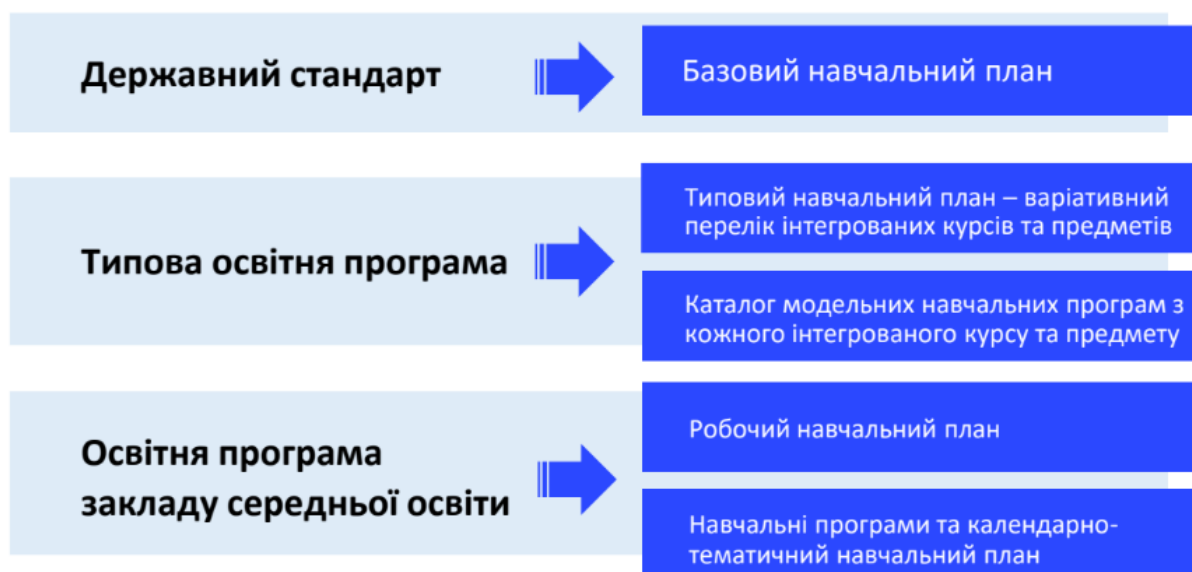 Державний стандарт
Базовий навчальний план
Типова освітня програма
Типовий навчальний план – варіативний
перелік інтегрованих курсів та предметів
Каталог модельних навчальних програм з
кожного інтегрованого курсу та предмету
Освітня програма
закладу середньої освіти
Робочий навчальний план
Навчальні програми та календарно-
тематичний навчальний план